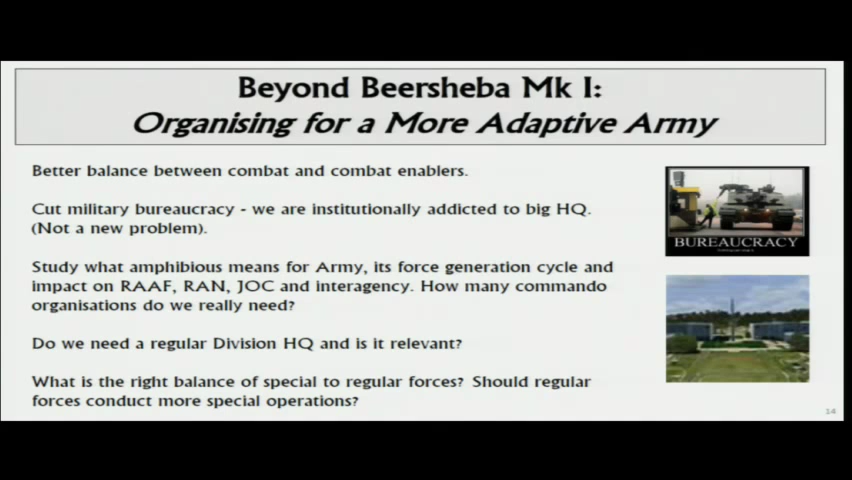 Beyond Beersheba Mk I:
Organising for a More Adaptive Army
Better balance between combat and combat enablers.
Cut military bureaucracy - we are institutionally addicted to big HQ.
(Not a new problem).
Study what amphibious means for Army, its force generation cycle and
impact on RAAF, RAN, JOC and interagency. How many commando
organisations do we really need?
Do we need a regular Division HQ and is it relevant?
What is the right balance of special to regular forces? Should regular
forces conduct more special operations?
BUREAUCRACY
14